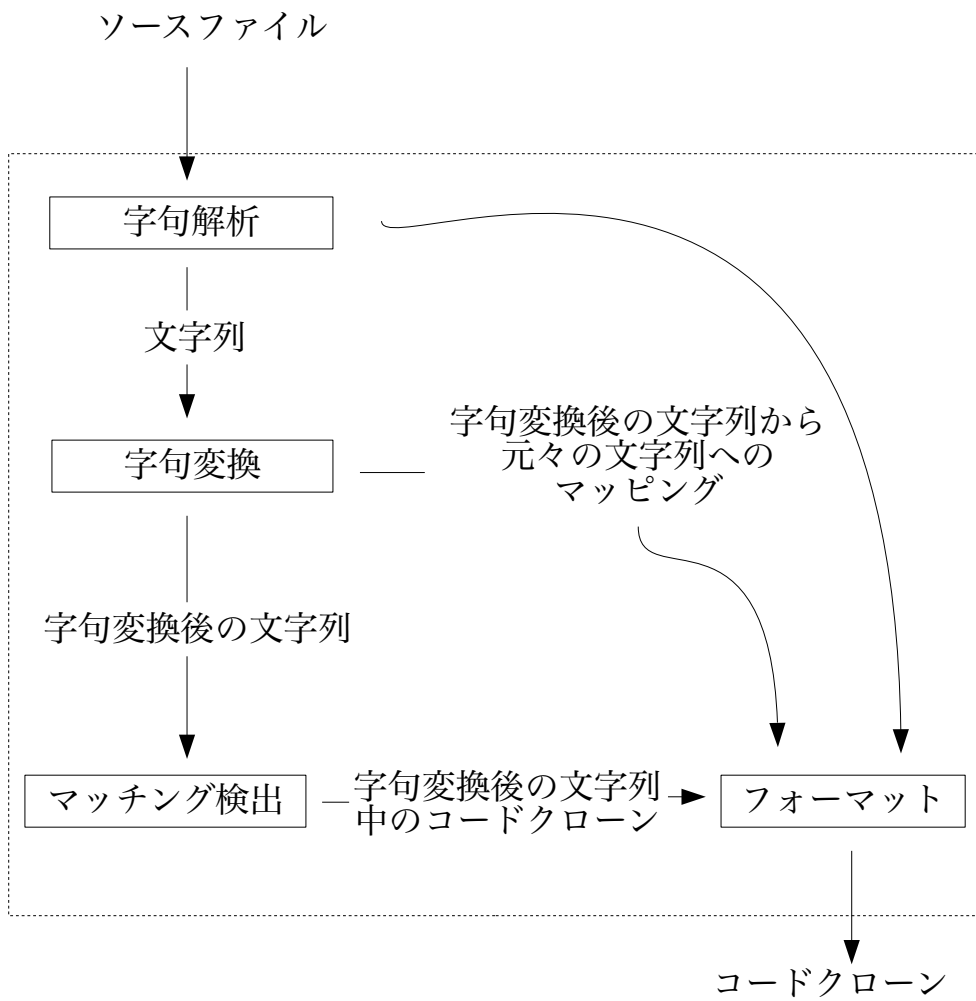 ソースファイル
字句解析
文字列
字句変換後の文字列から
元々の文字列への
マッピング
字句変換
字句変換後の文字列
マッチング検出
字句変換後の文字列
中のコードクローン
フォーマット
コードクローン